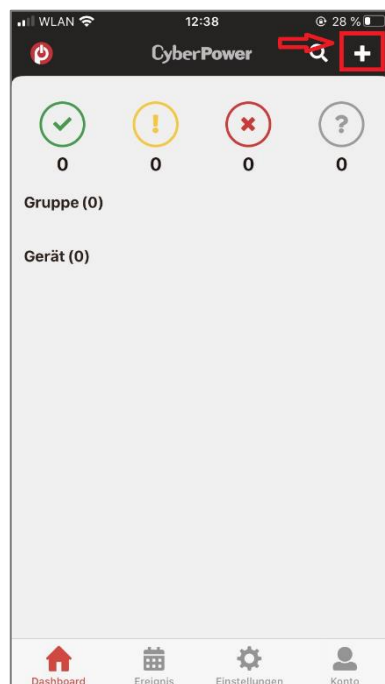 WLAN 12:38 28 %
CyberPower
0 0 0 0
Gruppe (0)
Gerät (0)
Dashboard Ereignis Einstellungen Konto